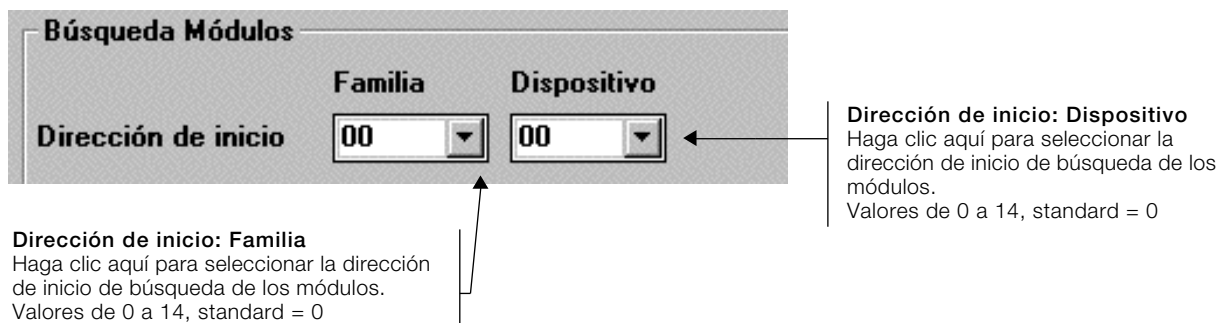 Búsqueda Módulos
Familia Dispositivo
Dirección de inicio 00 00
Dirección de inicio: Dispositivo
Haga clic aquí para seleccionar la
dirección de inicio de búsqueda de los
módulos.
Valores de 0 a 14, standard = 0
Dirección de inicio: Familia
Haga clic aquí para seleccionar la dirección
de inicio de búsqueda de los módulos.
Valores de 0 a 14, standard = 0